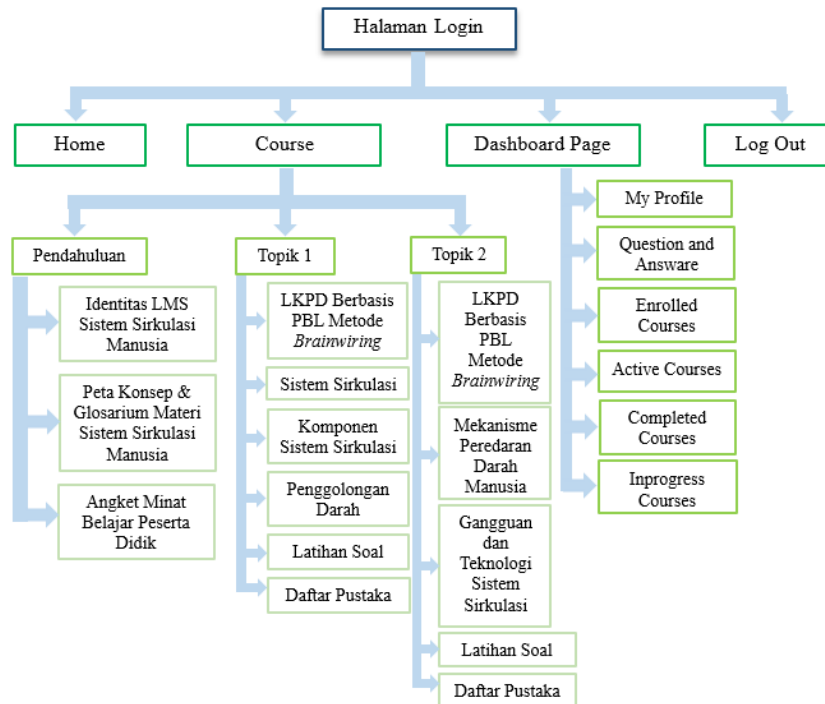 Halaman Login
Home
Course
Dashboard Page
Log Out
Pendahuluan
Identitas LMS
Sistem Sirkulasi
Manusia
Peta Konsep &
Glosarium Materi
Sistem Sirkulasi
Manusia
Angket Minat
Belajar Peserta
Didik
Topik 1
LKPD Berbasis
PBL Metode
Brainwiring
Sistem Sirkulasi
Komponen
Sistem Sirkulasi
Penggolongan
Darah
Latihan Soal
Daftar Pustaka
Topik 2
LKPD
Berbasis
PBL
Metode
Brainwiring
Mekanisme
Peredaran
Darah
Manusia
Gangguan
dan
Teknologi
Sistem
Sirkulasi
Latihan Soal
Daftar Pustaka
My Profile
Question and
Answare
Enrolled
Courses
Active Courses
Completed
Courses
Inprogress
Courses